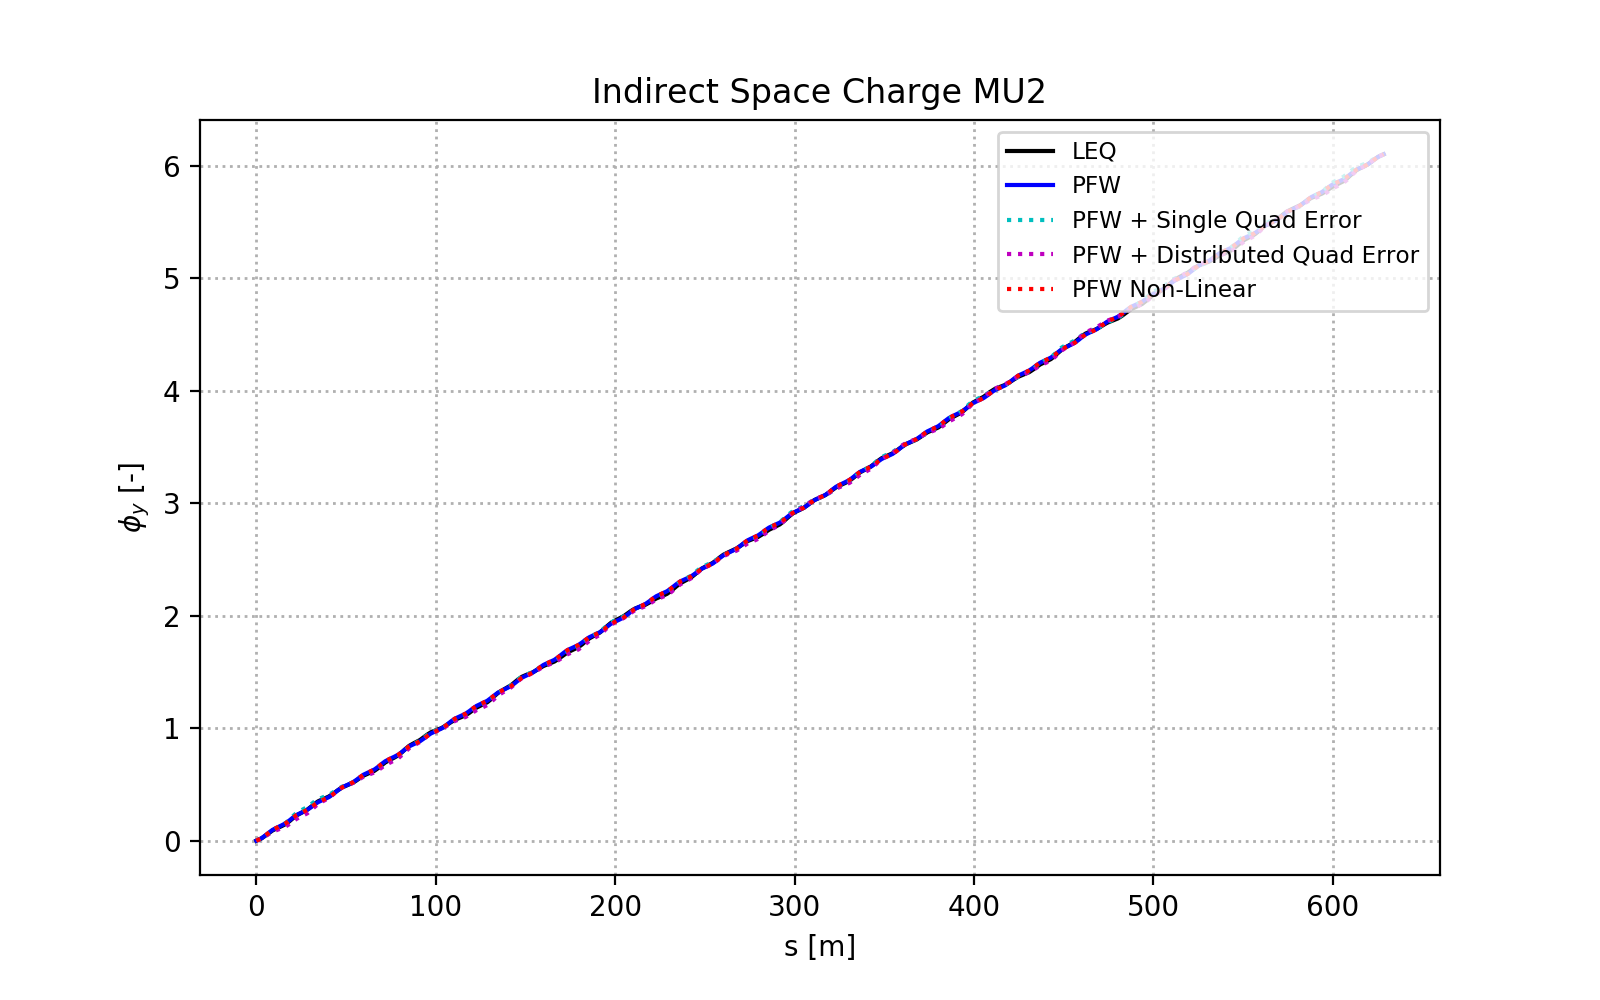 Indirect Space Charge MU2
LEQ
PFW
PFW + Single Quad Error
PFW + Distributed Quad Error
PFW Non-Linear
6
5
4
3
2
1
0
ϕy [-]
0 100 200 300 400 500 600
s [m]